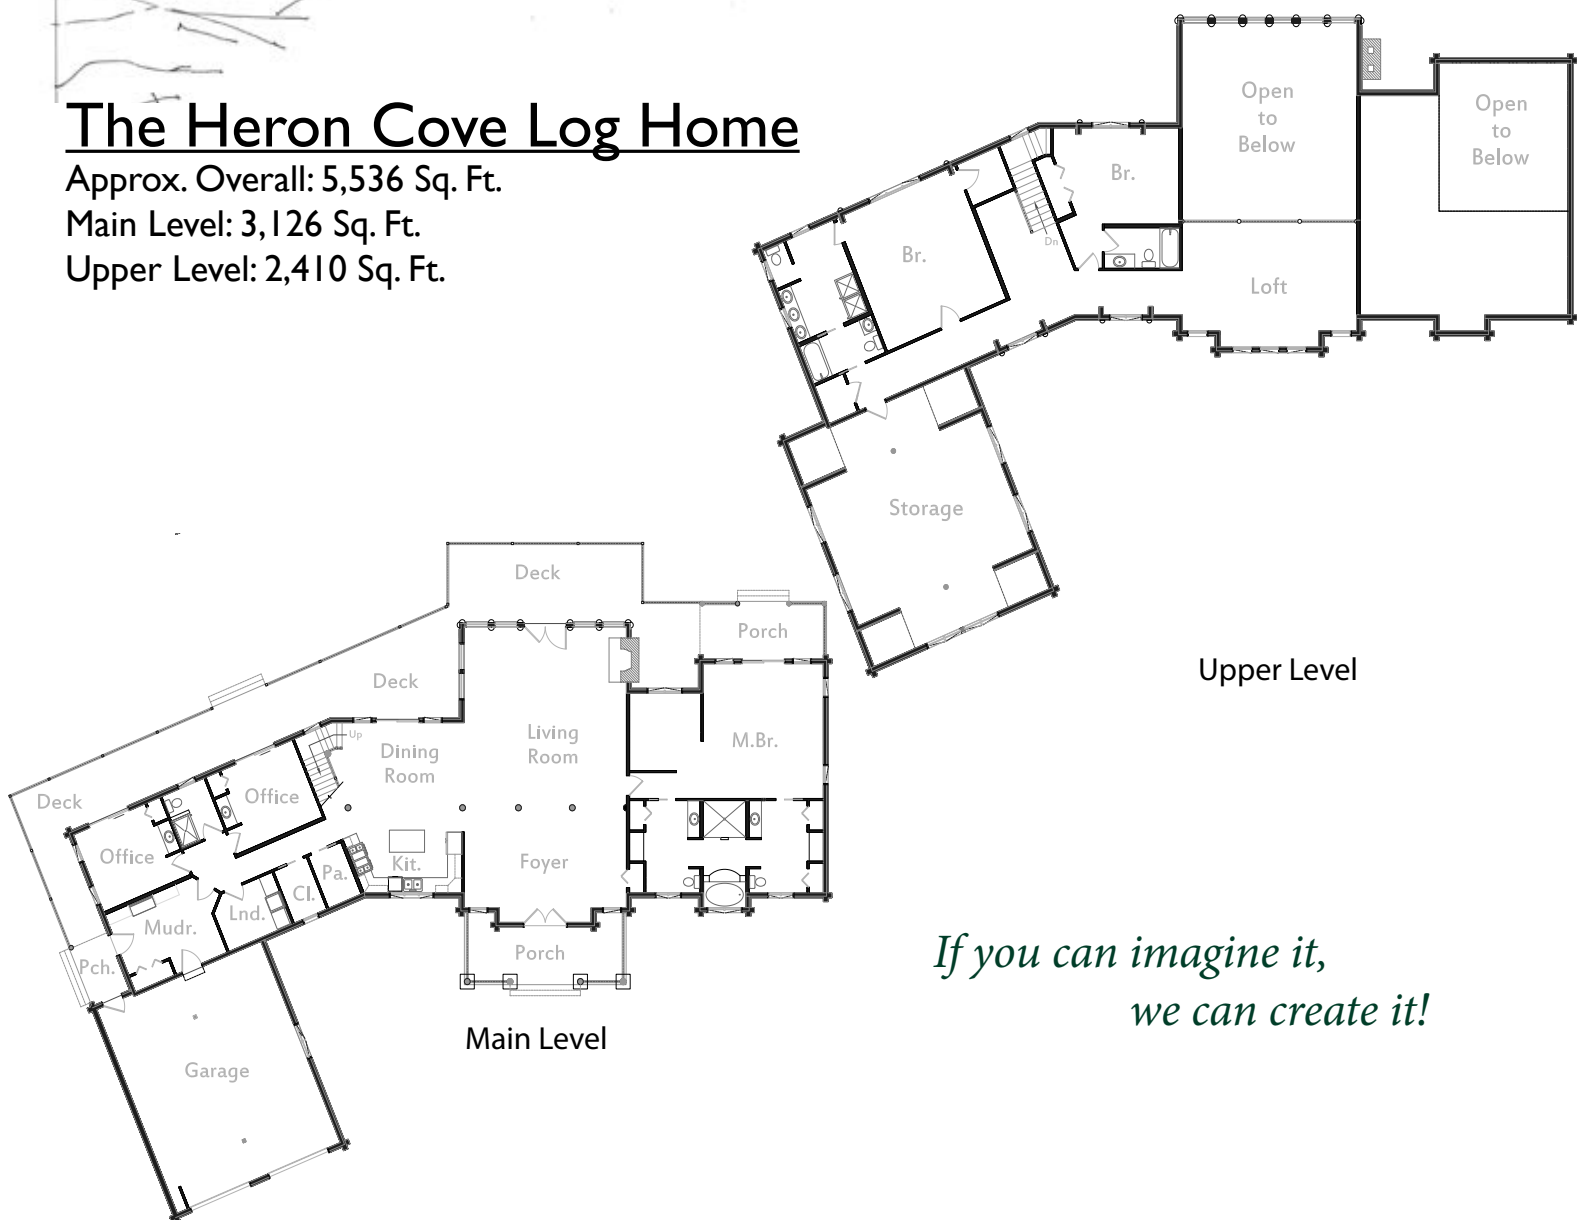 The Heron Cove Log Home
Approx. Overall: 5,536 Sq. Ft.
Main Level: 3,126 Sq. Ft.
Upper Level: 2,410 Sq. Ft.
Open
to
Below
Open
to
Below
Br.
Dn
Br.
Loft
Storage
Upper Level
Deck
Porch
Deck
Up
Living
Room
Dining
Room
M.Br.
Deck
Office
Office
Kit.
Foyer
Pa.
Cl.
Lnd.
Mudr.
Pch.
Porch
Main Level
Garage
If you can imagine it,
we can create it!